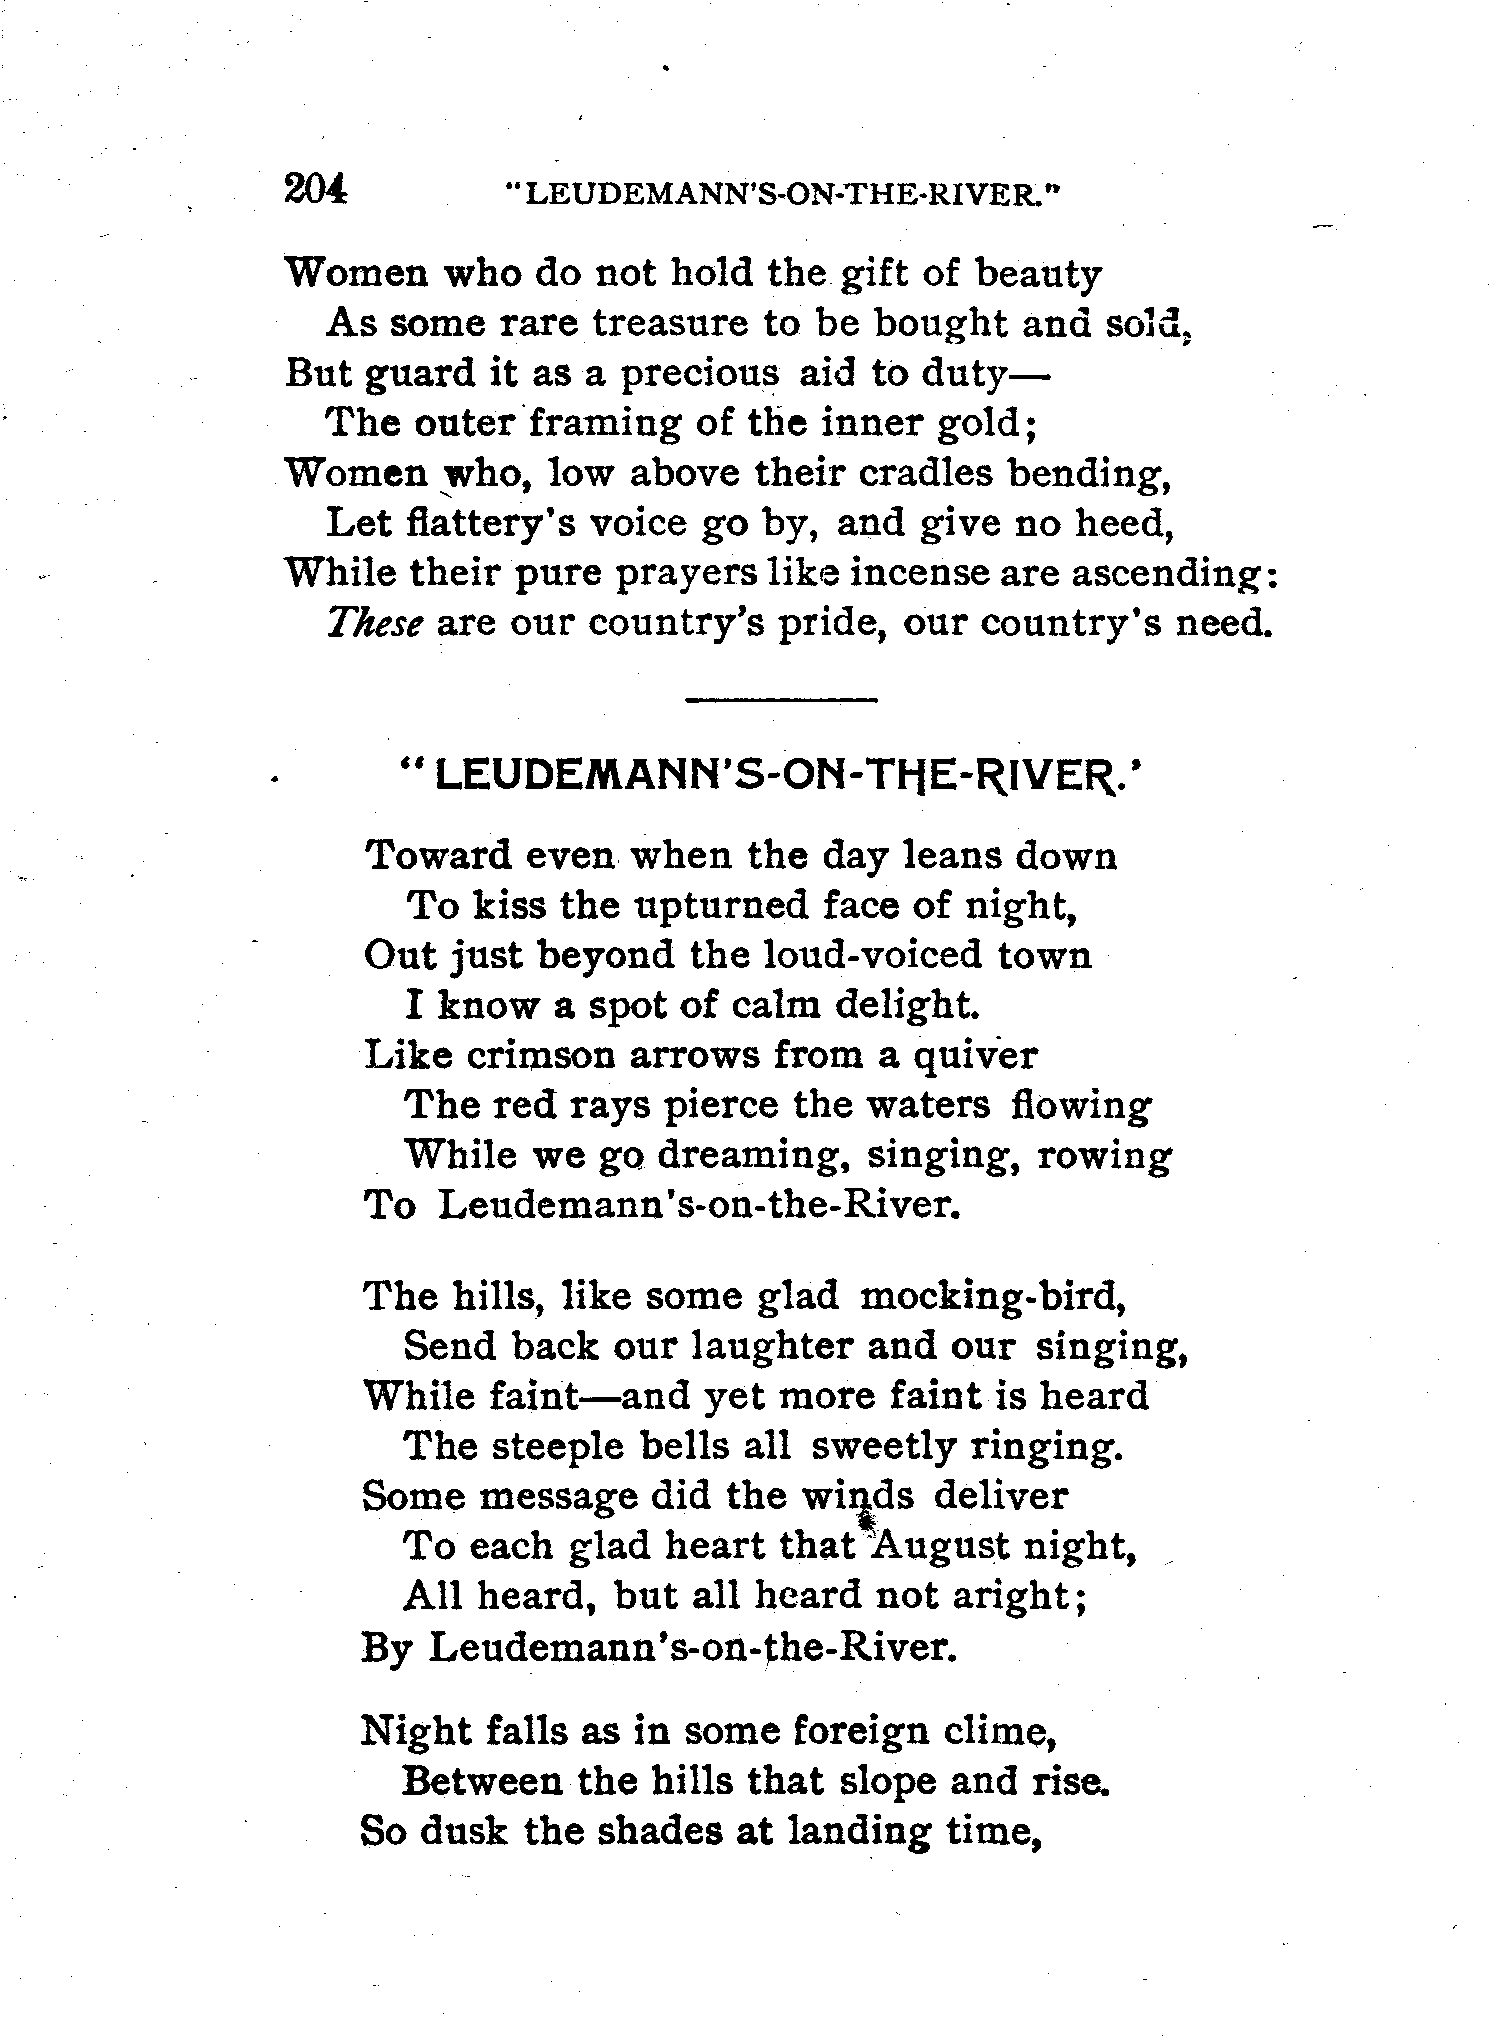 204 "LEUDEMANN'S-ON-THE-RIVER."
Women who do not hold the gift of beauty
As some rare treasure to be bought and sold,
But guard it as a precious aid to duty—
The outer framing of the inner gold;
Women who, low above their cradles bending,
Let flattery's voice go by, and give no heed,
While their pure prayers like incense are ascending:
These are our country's pride, our country's need.
"LEUDEMANN'S-ON-THE-RIVER.'
Toward even when the day leans down
To kiss the upturned face of night,
Out just beyond the loud-voiced town
I know a spot of calm delight.
Like crimson arrows from a quiver
The red rays pierce the waters flowing
While we go dreaming, singing, rowing
To Leudemann's-on-the-River.
The hills, like some glad mocking-bird,
Send back our laughter and our singing,
While faint—and yet more faint is heard
The steeple bells all sweetly ringing.
Some message did the winds deliver
To each glad heart that August night,
All heard, but all heard not aright;
By Leudemann's-on-the-River.
Night falls as in some foreign clime,
Between the hills that slope and rise.
So dusk the shades at landing time,